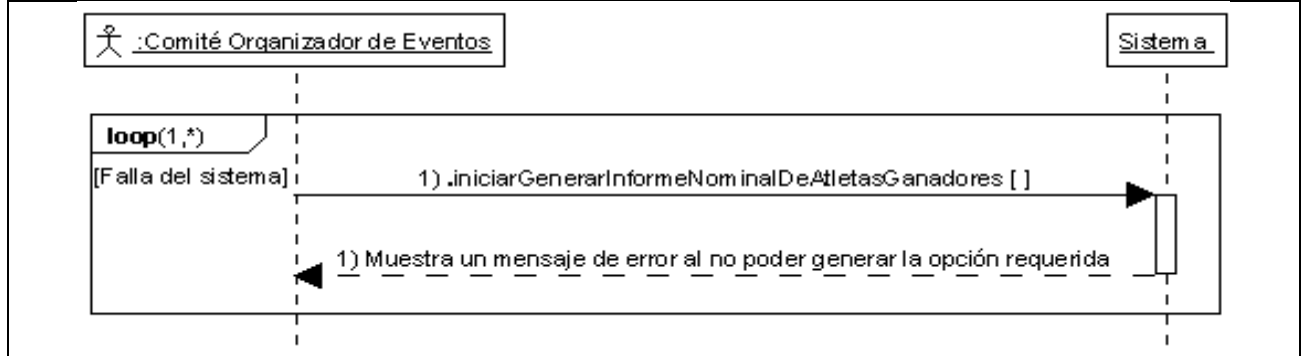 :Comité Organizador de Eventos
Sistema
loop(1,*)
[Falla del sistema]
1) .iniciarGenerarInformeNominalDeAtletasGanadores [ ]
1) Muestra un mensaje de error al no poder generar la opción requerida